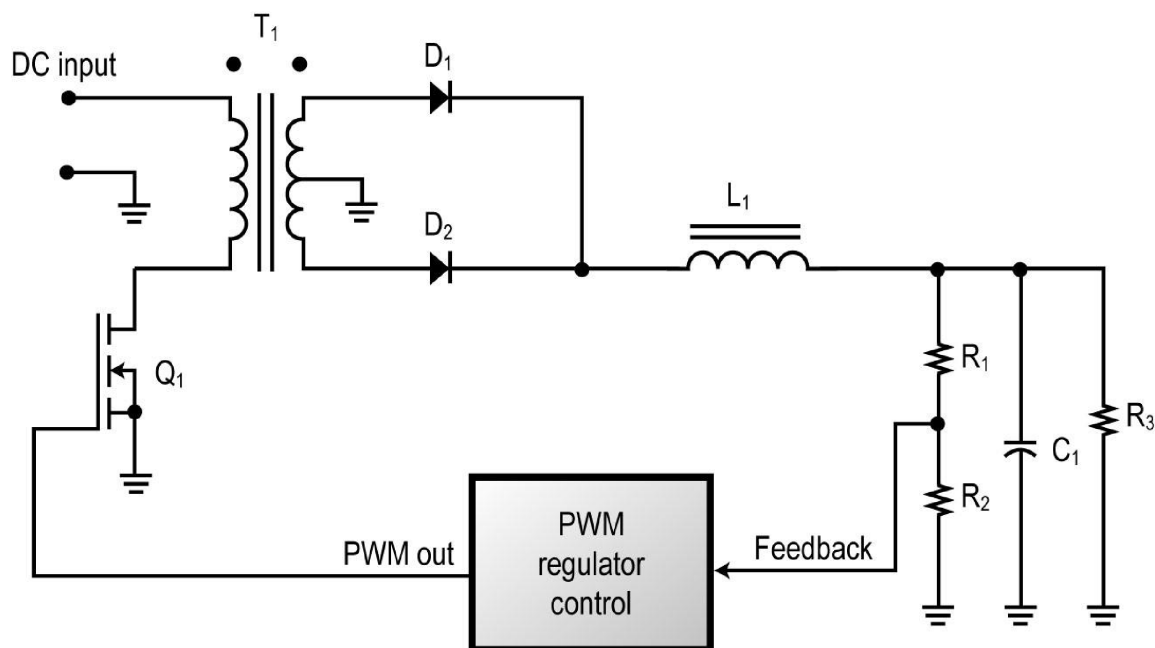 T₁
DC input
D₁
D₂
L₁
Q₁
R₁
R₂
C₁
R₃
PWM out
PWM
regulator
control
Feedback